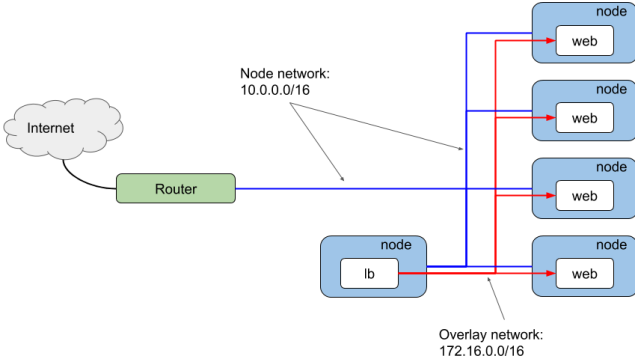 node
web
node
web
Node network:
10.0.0.0/16
Internet
Router
node
web
node
lb
node
web
Overlay network:
172.16.0.0/16